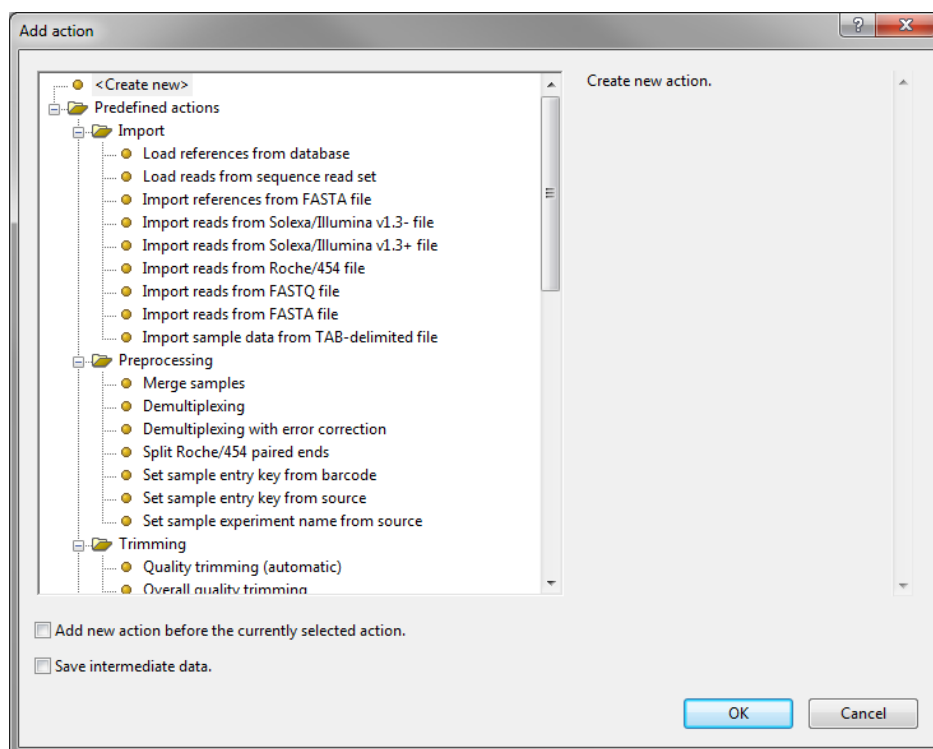 Add action
<Create new>
Create new action.
Predefined actions
Import
Load references from database
Load reads from sequence read set
Import references from FASTA file
Import reads from Solexa/Illumina v1.3- file
Import reads from Solexa/Illumina v1.3+ file
Import reads from Roche/454 file
Import reads from FASTQ file
Import reads from FASTA file
Import sample data from TAB-delimited file
Preprocessing
Merge samples
Demultiplexing
Demultiplexing with error correction
Split Roche/454 paired ends
Set sample entry key from barcode
Set sample entry key from source
Set sample experiment name from source
Trimming
Quality trimming (automatic)
Overall quality trimming
Add new action before the currently selected action.
Save intermediate data.
OK Cancel